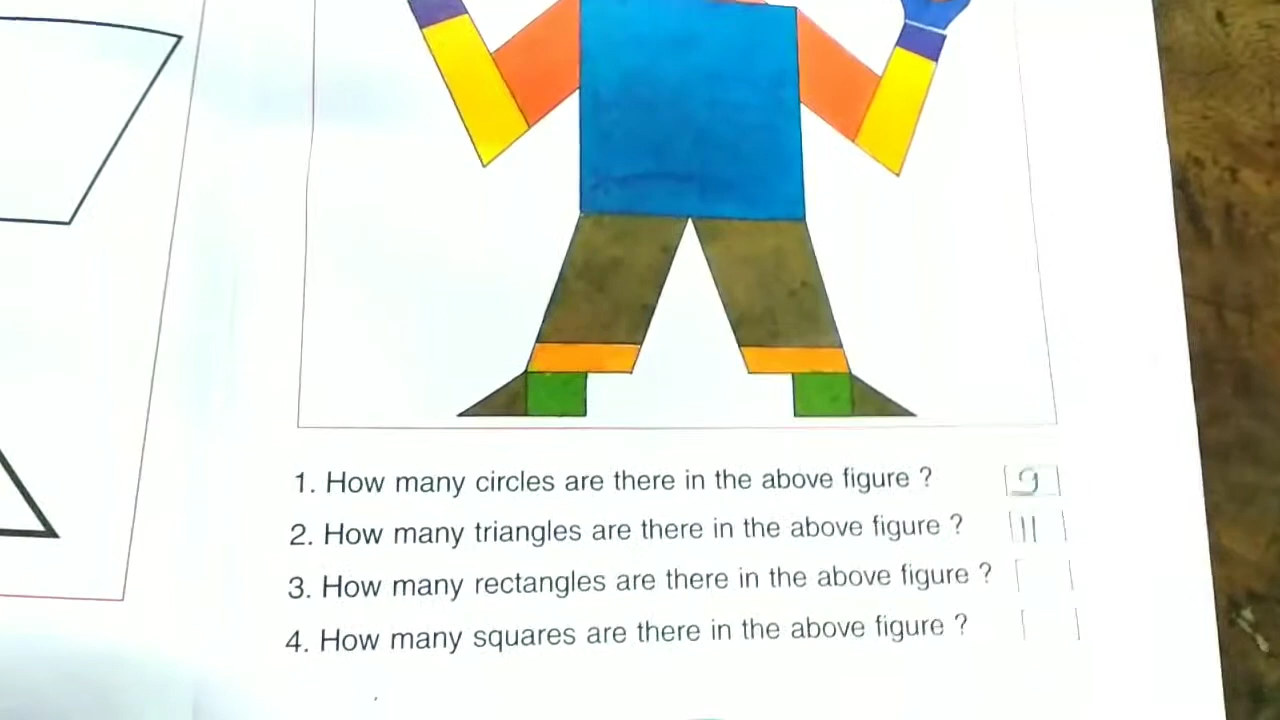 1. How many circles are there in the above figure ? 9
2. How many triangles are there in the above figure ? 11
3. How many rectangles are there in the above figure ?
4. How many squares are there in the above figure ?